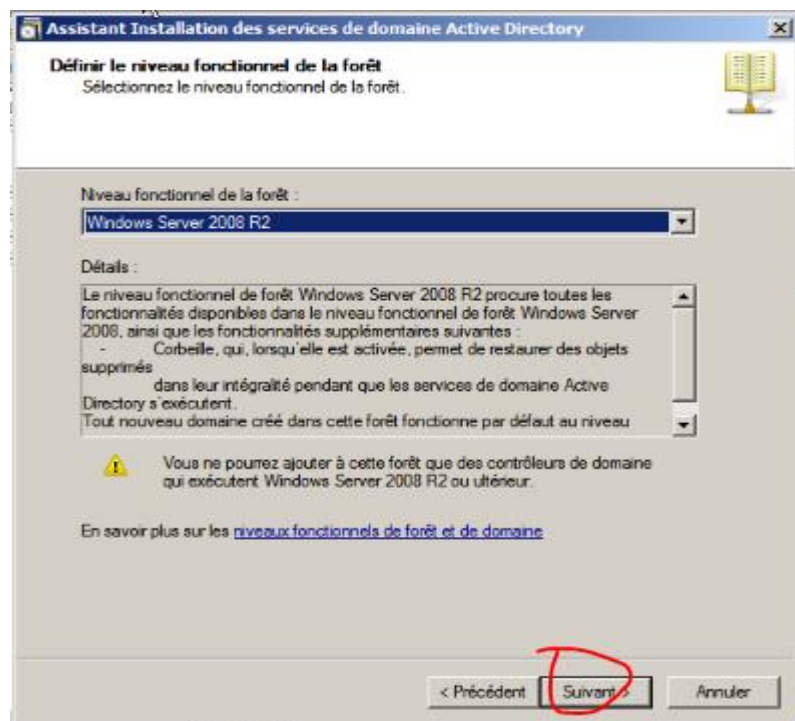 Assistant Installation des services de domaine Active Directory
Définir le niveau fonctionnel de la forêt
Sélectionnez le niveau fonctionnel de la forêt.
Niveau fonctionnel de la forêt :
Windows Server 2008 R2
Détails :
Le niveau fonctionnel de forêt Windows Server 2008 R2 procure toutes les
fonctionnalités disponibles dans le niveau fonctionnel de forêt Windows Server
2008, ainsi que les fonctionnalités supplémentaires suivantes :
- Corbeille, qui, lorsqu'elle est activée, permet de restaurer des objets
supprimés
dans leur intégralité pendant que les services de domaine Active
Directory s'exécutent.
Tout nouveau domaine créé dans cette forêt fonctionne par défaut au niveau
Vous ne pourrez ajouter à cette forêt que des contrôleurs de domaine
qui exécutent Windows Server 2008 R2 ou ultérieur.
En savoir plus sur les niveaux fonctionnels de forêt et de domaine
< Précédent Suivant > Annuler